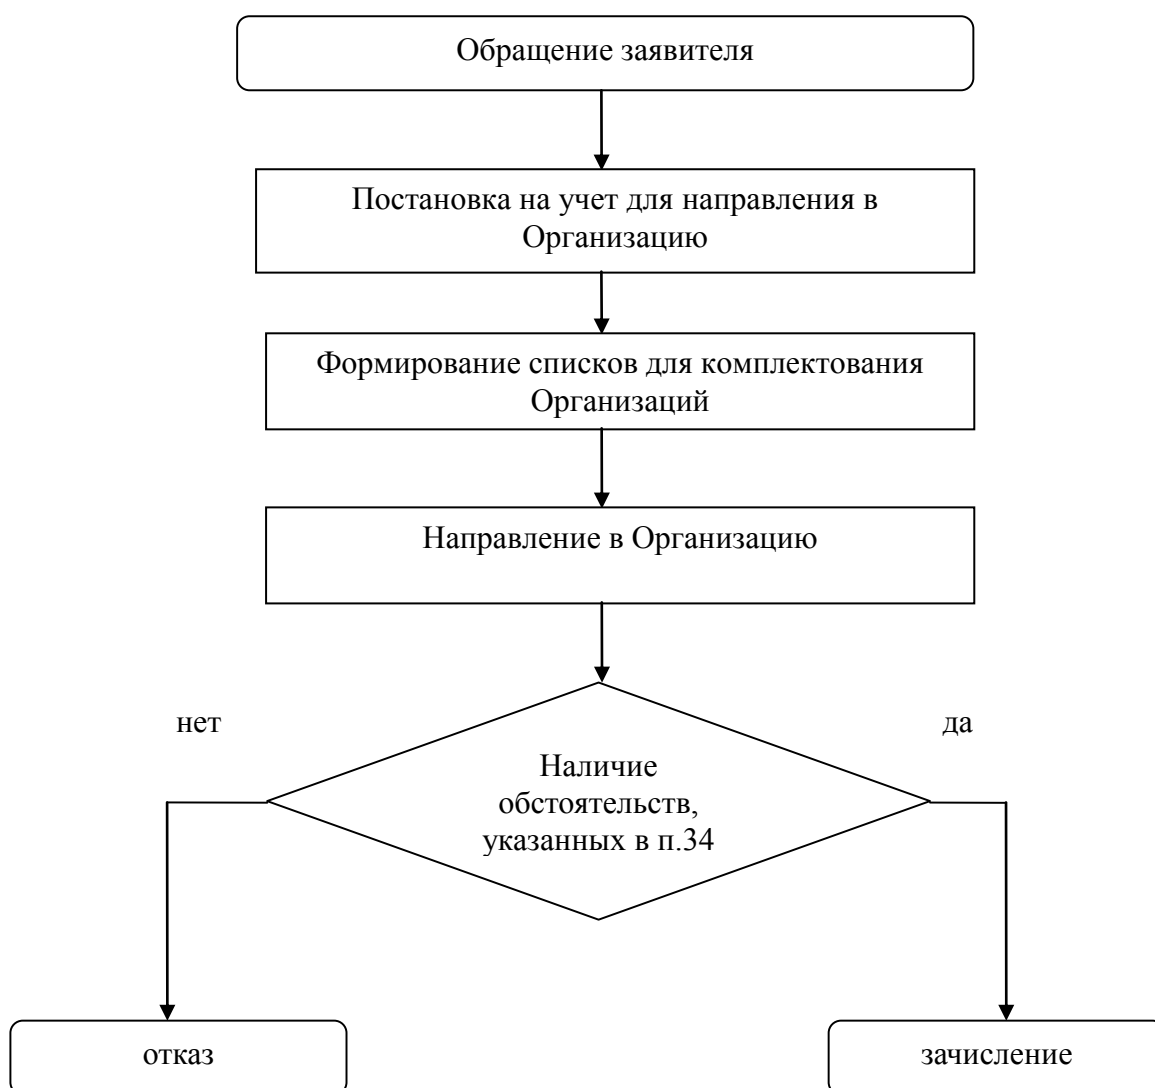 Обращение заявителя
Постановка на учет для направления в
Организацию
Формирование списков для комплектования
Организаций
Направление в Организацию
нет
да
Наличие
обстоятельств,
указанных в п.34
отказ
зачисление